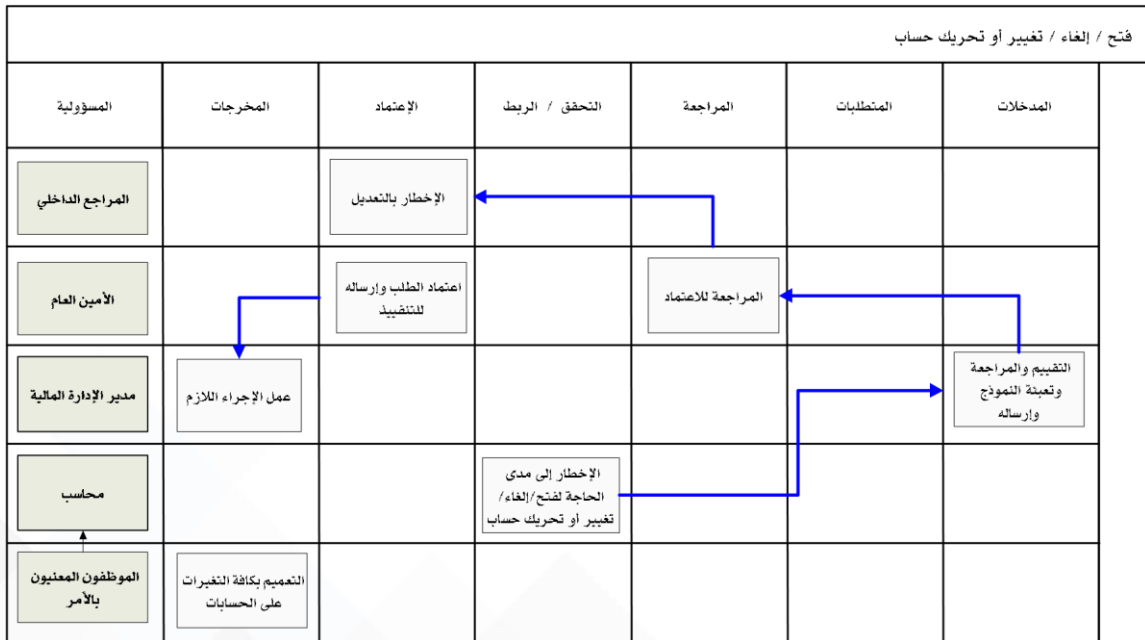 فتح / إلغاء / تغيير أو تحريك حساب
المدخلات
المتطلبات
المراجعة
التحقق / الربط
الإعتماد
المخرجات
المسؤولية
الإخطار بالتعديل
المراجع الداخلي
المراجعة للاعتماد
اعتماد الطلب وإرساله
للتنفييذ
الأمين العام
التقييم والمراجعة
وتعبئة النموذج
وإرساله
عمل الإجراء اللازم
مدير الإدارة المالية
الإخطار إلى مدى
الحاجة لفتح/إلغاء/
تغيير أو تحريك حساب
محاسب
التعميم بكافة التغيرات
على الحسابات
الموظفون المعنيون
بالأمر